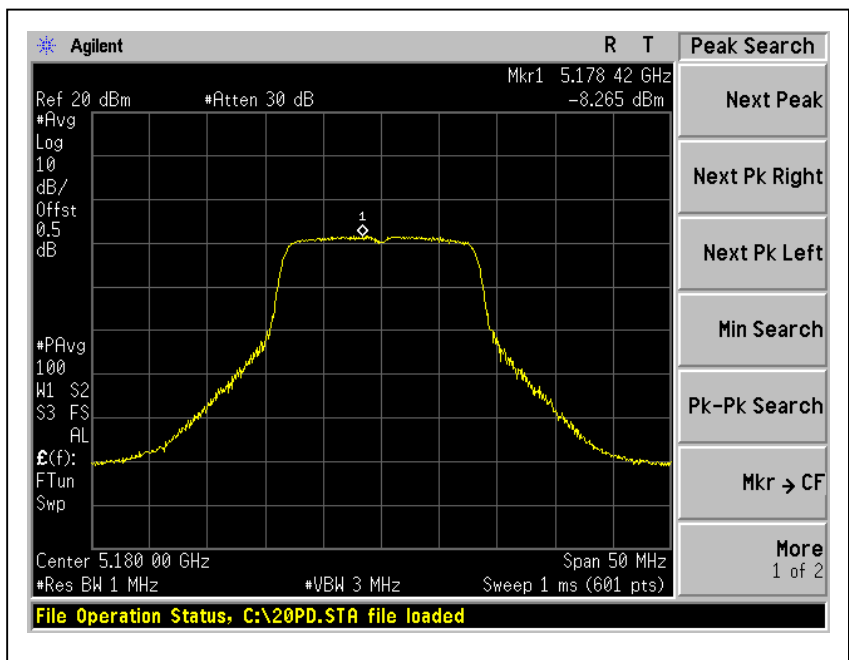 Agilent R T Peak Search
Mkr1 5.178 42 GHz
Ref 20 dBm #Atten 30 dB -8.265 dBm
#Avg
Log
10
dB/
Offst
0.5
dB
1
#PAvg
100
W1 S2
S3 FS
AL
£(f):
FTun
Swp
Center 5.180 00 GHz Span 50 MHz
#Res BW 1 MHz #VBW 3 MHz Sweep 1 ms (601 pts)
File Operation Status, C:\20PD.STA file loaded
Next Peak
Next Pk Right
Next Pk Left
Min Search
Pk-Pk Search
Mkr → CF
More
1 of 2